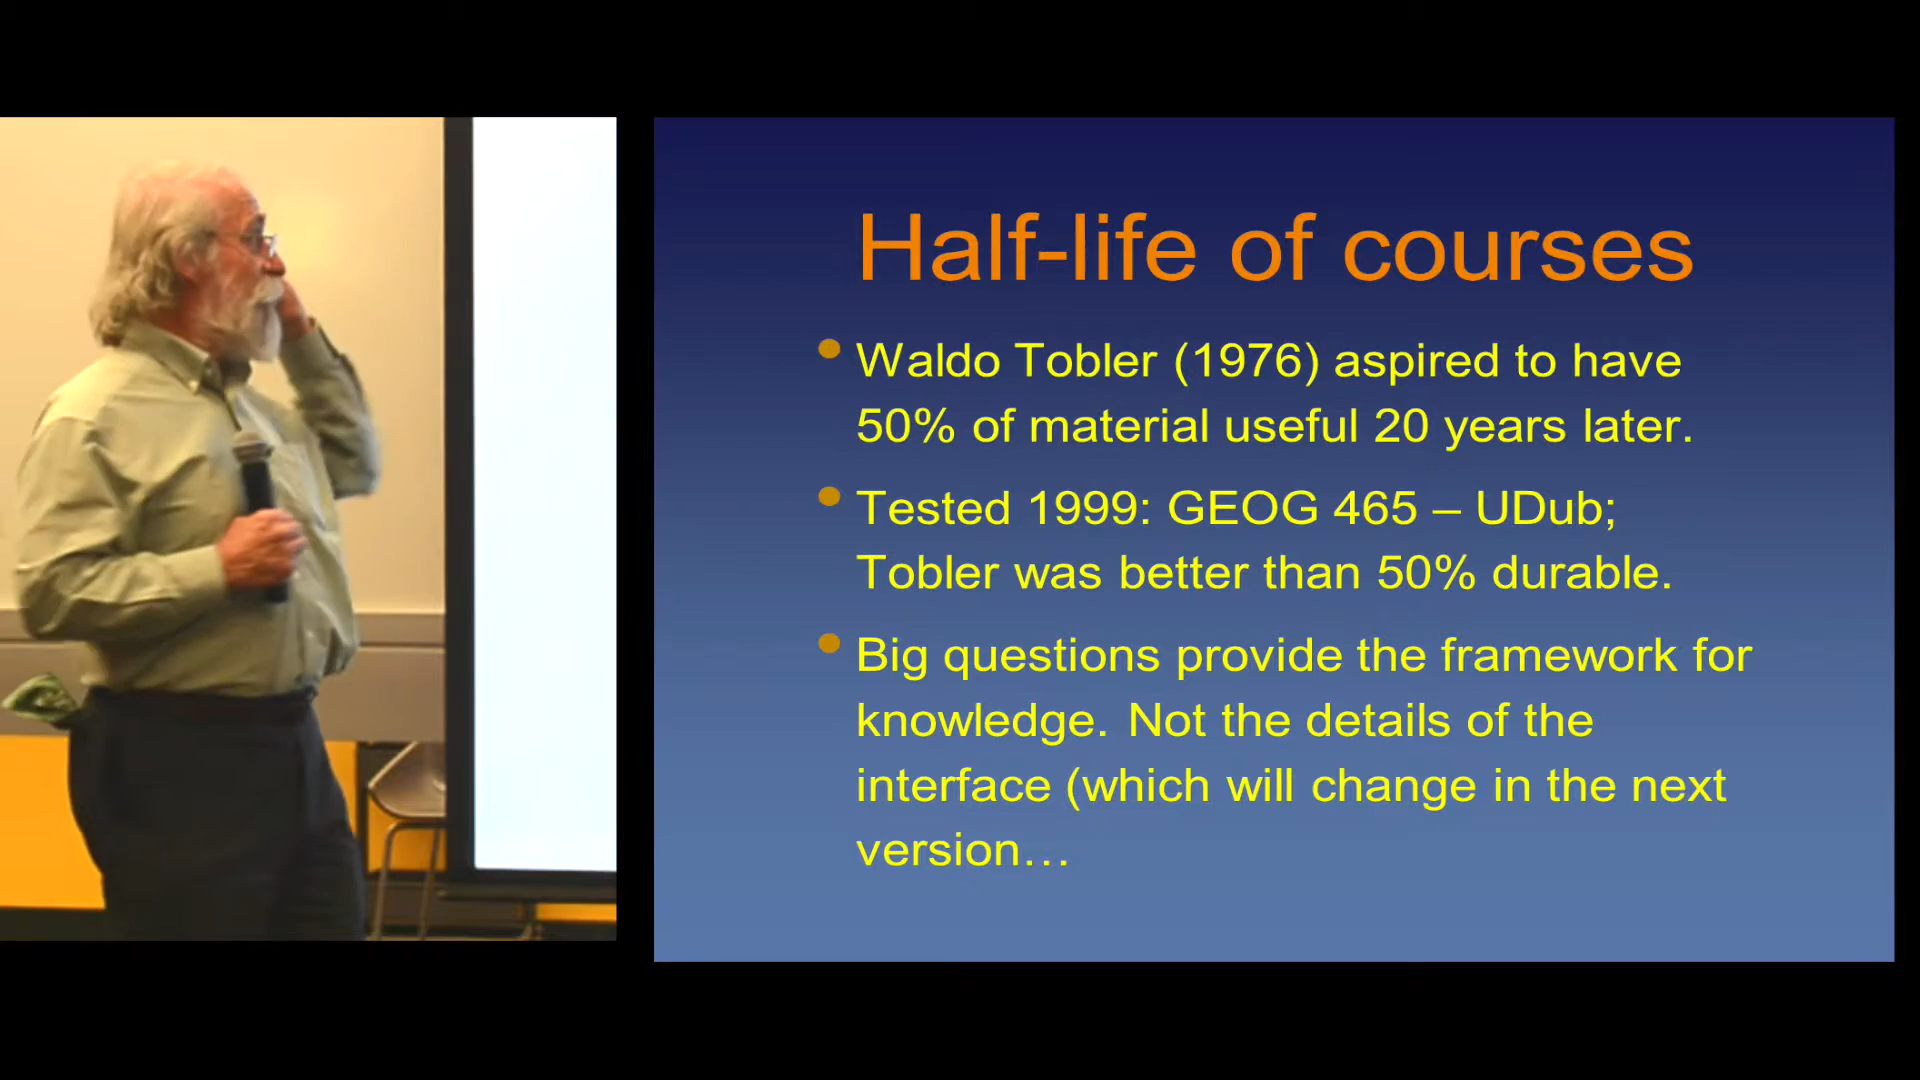 Half-life of courses
Waldo Tobler (1976) aspired to have
50% of material useful 20 years later.
Tested 1999: GEOG 465 – UDub;
Tobler was better than 50% durable.
Big questions provide the framework for
knowledge. Not the details of the
interface (which will change in the next
version…